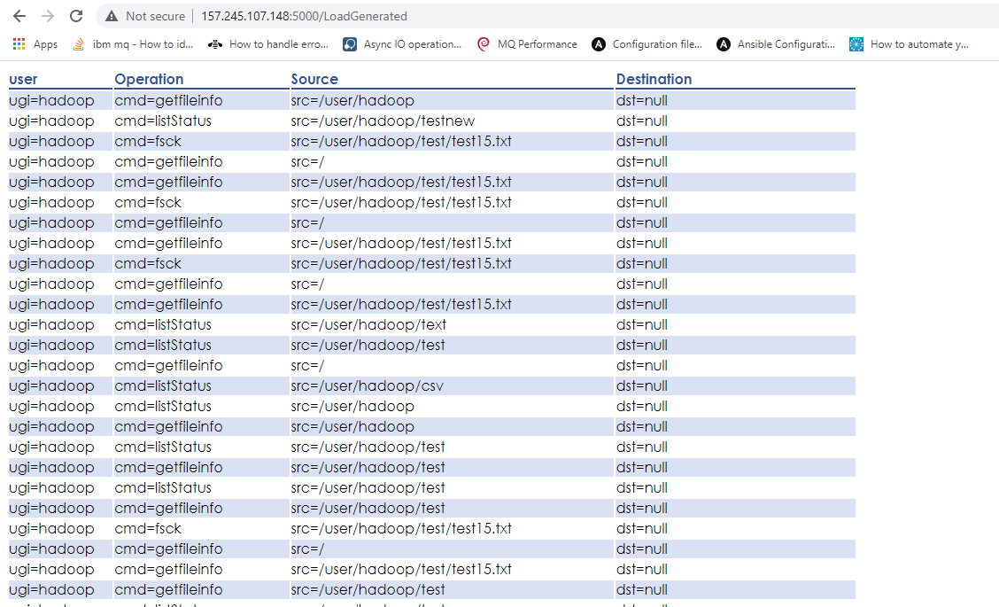 Not secure | 157.245.107.148:5000/LoadGenerated
Apps ibm mq - How to id... How to handle erro... Async IO operation... MQ Performance Configuration file... Ansible Configurati... How to automate y...
user Operation Source Destination
ugi=hadoop cmd=getfileinfo src=/user/hadoop dst=null
ugi=hadoop cmd=listStatus src=/user/hadoop/testnew dst=null
ugi=hadoop cmd=fsck src=/user/hadoop/test/test15.txt dst=null
ugi=hadoop cmd=getfileinfo src=/ dst=null
ugi=hadoop cmd=getfileinfo src=/user/hadoop/test/test15.txt dst=null
ugi=hadoop cmd=fsck src=/user/hadoop/test/test15.txt dst=null
ugi=hadoop cmd=getfileinfo src=/ dst=null
ugi=hadoop cmd=getfileinfo src=/user/hadoop/test/test15.txt dst=null
ugi=hadoop cmd=fsck src=/user/hadoop/test/test15.txt dst=null
ugi=hadoop cmd=getfileinfo src=/ dst=null
ugi=hadoop cmd=getfileinfo src=/user/hadoop/test/test15.txt dst=null
ugi=hadoop cmd=listStatus src=/user/hadoop/text dst=null
ugi=hadoop cmd=listStatus src=/user/hadoop/test dst=null
ugi=hadoop cmd=getfileinfo src=/ dst=null
ugi=hadoop cmd=listStatus src=/user/hadoop/csv dst=null
ugi=hadoop cmd=listStatus src=/user/hadoop dst=null
ugi=hadoop cmd=getfileinfo src=/user/hadoop dst=null
ugi=hadoop cmd=listStatus src=/user/hadoop/test dst=null
ugi=hadoop cmd=getfileinfo src=/user/hadoop/test dst=null
ugi=hadoop cmd=listStatus src=/user/hadoop/test dst=null
ugi=hadoop cmd=getfileinfo src=/user/hadoop/test dst=null
ugi=hadoop cmd=fsck src=/user/hadoop/test/test15.txt dst=null
ugi=hadoop cmd=getfileinfo src=/ dst=null
ugi=hadoop cmd=getfileinfo src=/user/hadoop/test/test15.txt dst=null
ugi=hadoop cmd=getfileinfo src=/user/hadoop/test dst=null